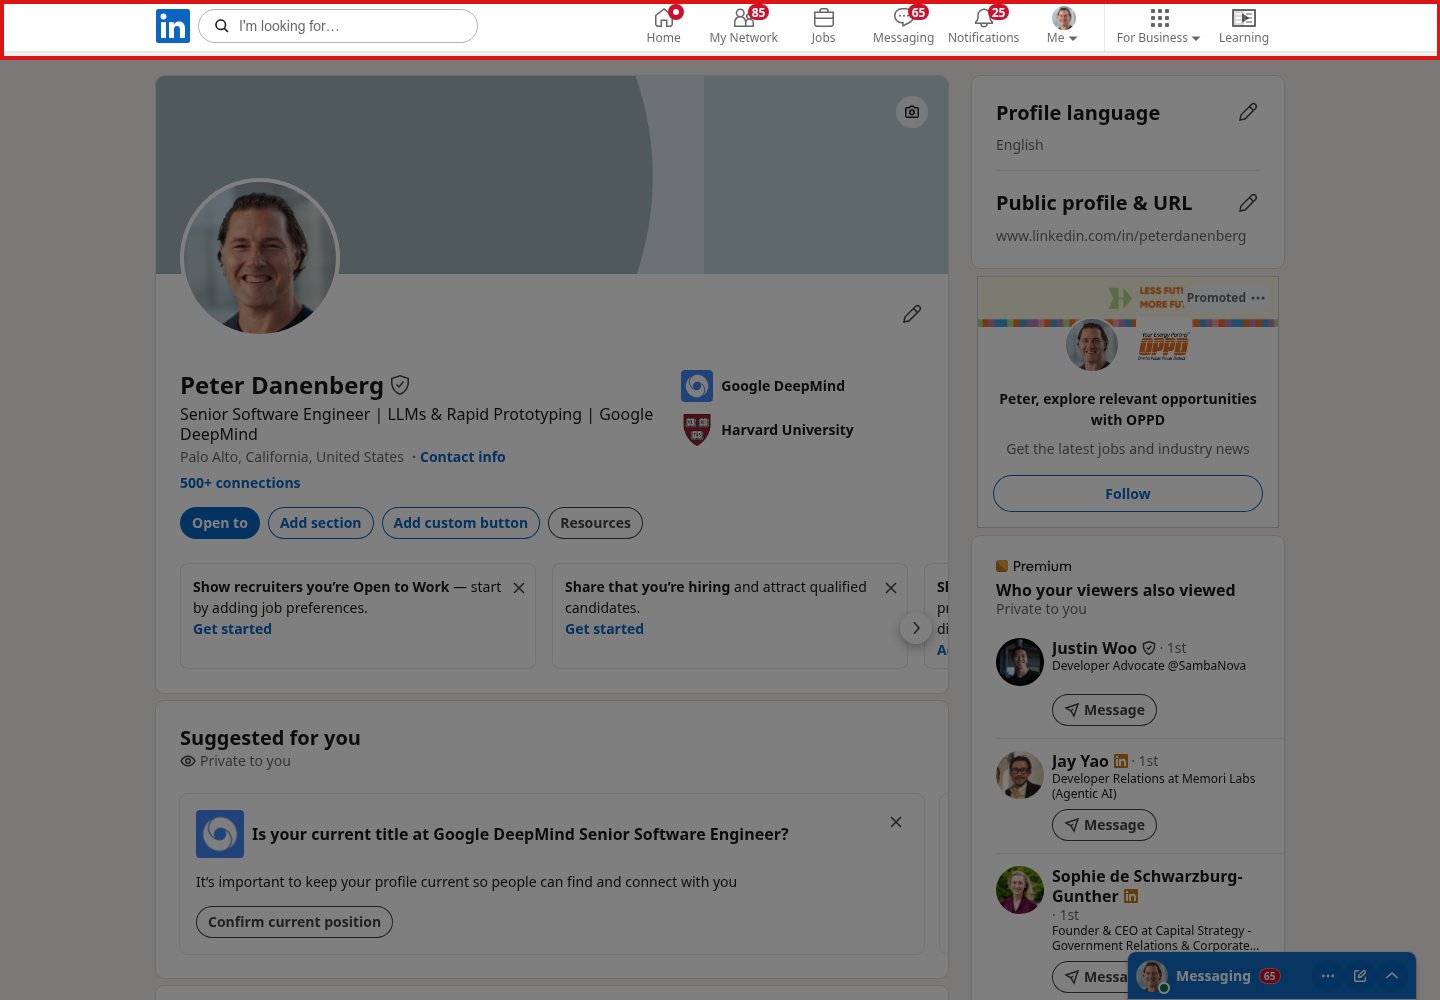 in
I'm looking for…
Home
85
My Network
Jobs
65
Messaging
25
Notifications
Me
For Business
Learning
Peter Danenberg
Senior Software Engineer | LLMs & Rapid Prototyping | Google
DeepMind
Palo Alto, California, United States · Contact info
500+ connections
Google DeepMind
Harvard University
Open to
Add section
Add custom button
Resources
Show recruiters you're Open to Work — start
by adding job preferences.
Get started
Share that you're hiring and attract qualified
candidates.
Get started
Suggested for you
Private to you
Is your current title at Google DeepMind Senior Software Engineer?
It's important to keep your profile current so people can find and connect with you
Confirm current position
Profile language
English
Public profile & URL
www.linkedin.com/in/peterdanenberg
LESS
MORE
Promoted
OPPD
Peter, explore relevant opportunities
with OPPD
Get the latest jobs and industry news
Follow
Premium
Who your viewers also viewed
Private to you
Justin Woo · 1st
Developer Advocate @SambaNova
Message
Jay Yao in · 1st
Developer Relations at Memori Labs
(Agentic AI)
Message
Sophie de Schwarzburg-
Gunther in
· 1st
Founder & CEO at Capital Strategy -
Government Relations & Corporate...
Messaging 65